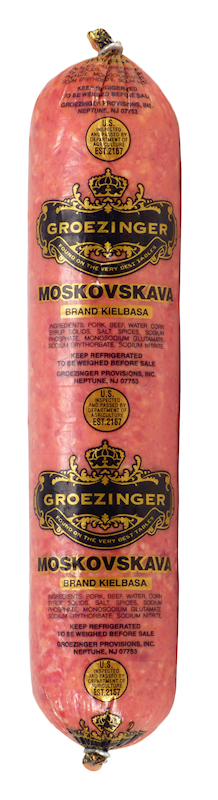 KEEP REFRIGERATED
TO BE WEIGHED BEFORE SALE
GROEZINGER PROVISIONS, INC.
NEPTUNE, NJ 07753
U.S.
INSPECTED
AND PASSED BY
DEPARTMENT OF
AGRICULTURE
EST.2157
GROEZINGER
FOUND ON THE VERY BEST TABLES
MOSKOVSKAVA
BRAND KIELBASA
INGREDIENTS: PORK, BEEF, WATER, CORN
SYRUP SOLIDS, SALT, SPICES, SODIUM
PHOSPHATE, MONOSODIUM GLUTAMATE,
SODIUM ERYTHORBATE, SODIUM NITRITE.
KEEP REFRIGERATED
TO BE WEIGHED BEFORE SALE
GROEZINGER PROVISIONS, INC.
NEPTUNE, NJ 07753
U.S.
INSPECTED
AND PASSED BY
DEPARTMENT OF
AGRICULTURE
EST.2157
GROEZINGER
FOUND ON THE VERY BEST TABLES
MOSKOVSKAVA
BRAND KIELBASA
INGREDIENTS: PORK, BEEF, WATER, CORN
SYRUP SOLIDS, SALT, SPICES, SODIUM
PHOSPHATE, MONOSODIUM GLUTAMATE,
SODIUM ERYTHORBATE, SODIUM NITRITE.
KEEP REFRIGERATED
TO BE WEIGHED BEFORE SALE
GROEZINGER PROVISIONS, INC.
NEPTUNE, NJ 07753
U.S.
INSPECTED
AND PASSED BY
DEPARTMENT OF
AGRICULTURE
EST.2157